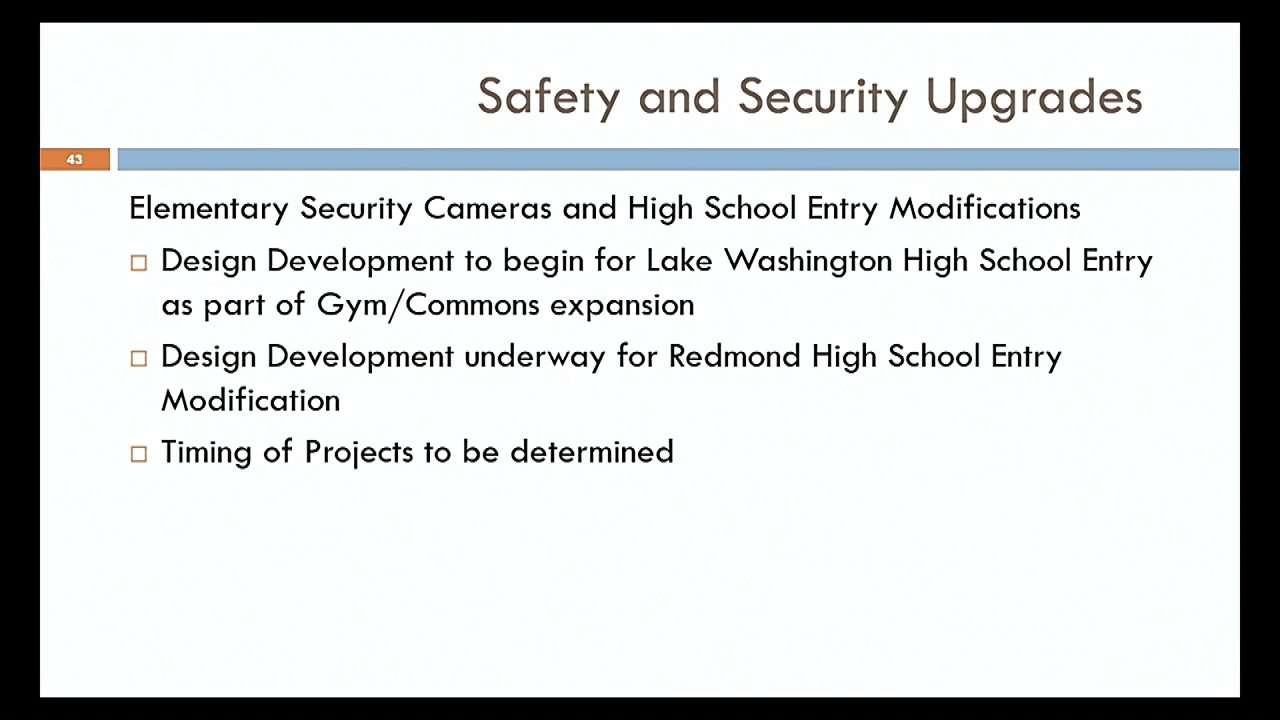 Safety and Security Upgrades
43
Elementary Security Cameras and High School Entry Modifications
Design Development to begin for Lake Washington High School Entry
as part of Gym/Commons expansion
Design Development underway for Redmond High School Entry
Modification
Timing of Projects to be determined